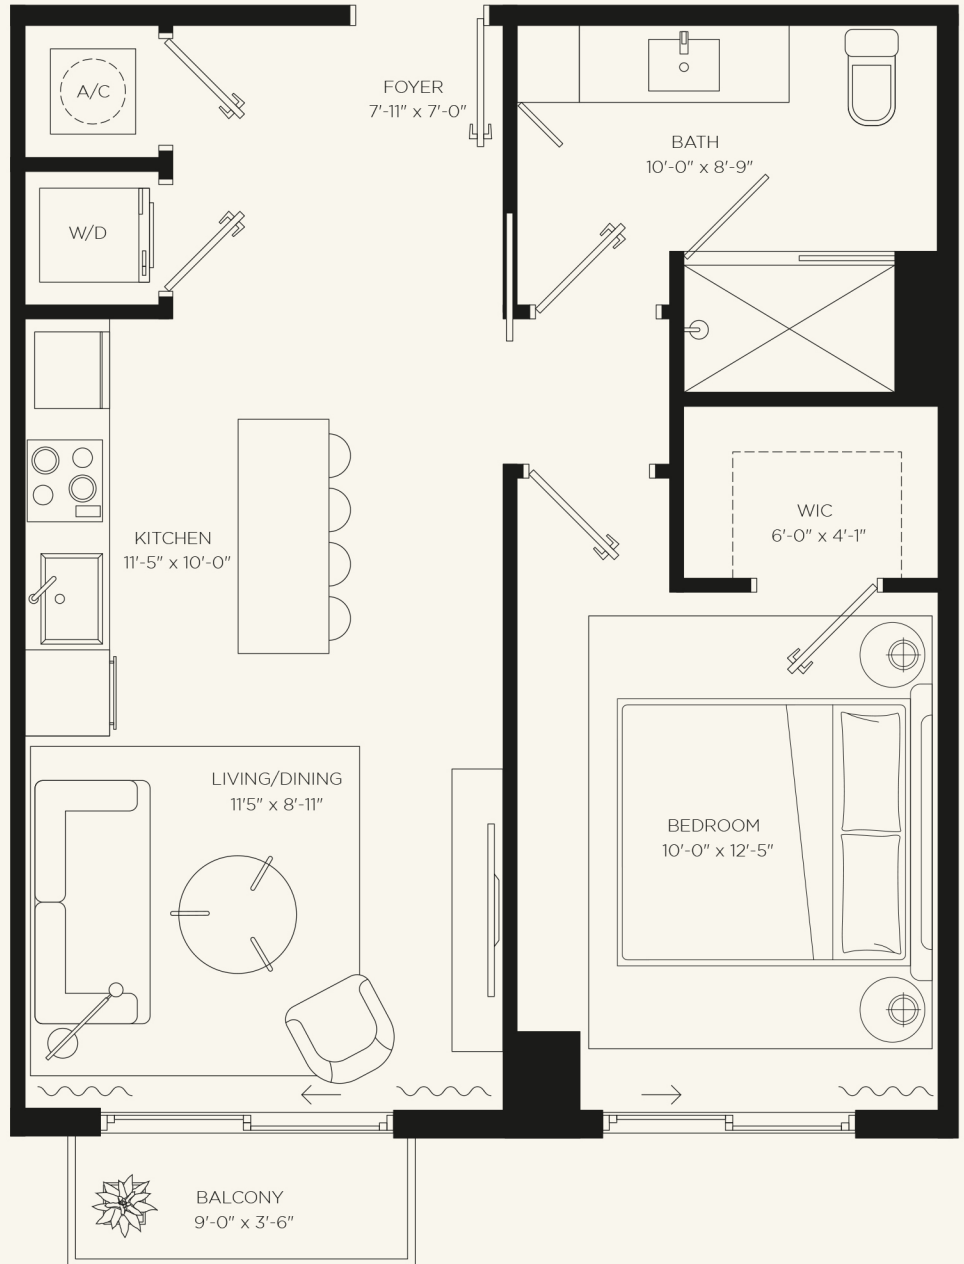 A/C
FOYER
7'-11" x 7'-0"
BATH
10'-0" x 8'-9"
W/D
WIC
6'-0" x 4'-1"
KITCHEN
11'-5" x 10'-0"
LIVING/DINING
11'5" x 8'-11"
BEDROOM
10'-0" x 12'-5"
BALCONY
9'-0" x 3'-6"